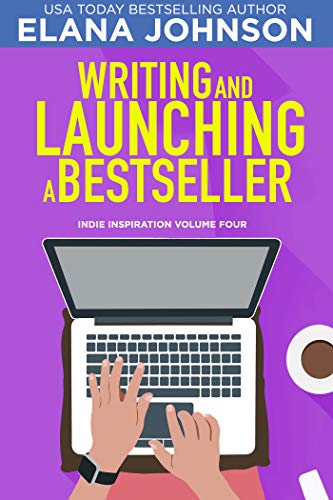 USA TODAY BESTSELLING AUTHOR
ELANA JOHNSON
WRITING AND
LAUNCHING
A BESTSELLER
INDIE INSPIRATION VOLUME FOUR